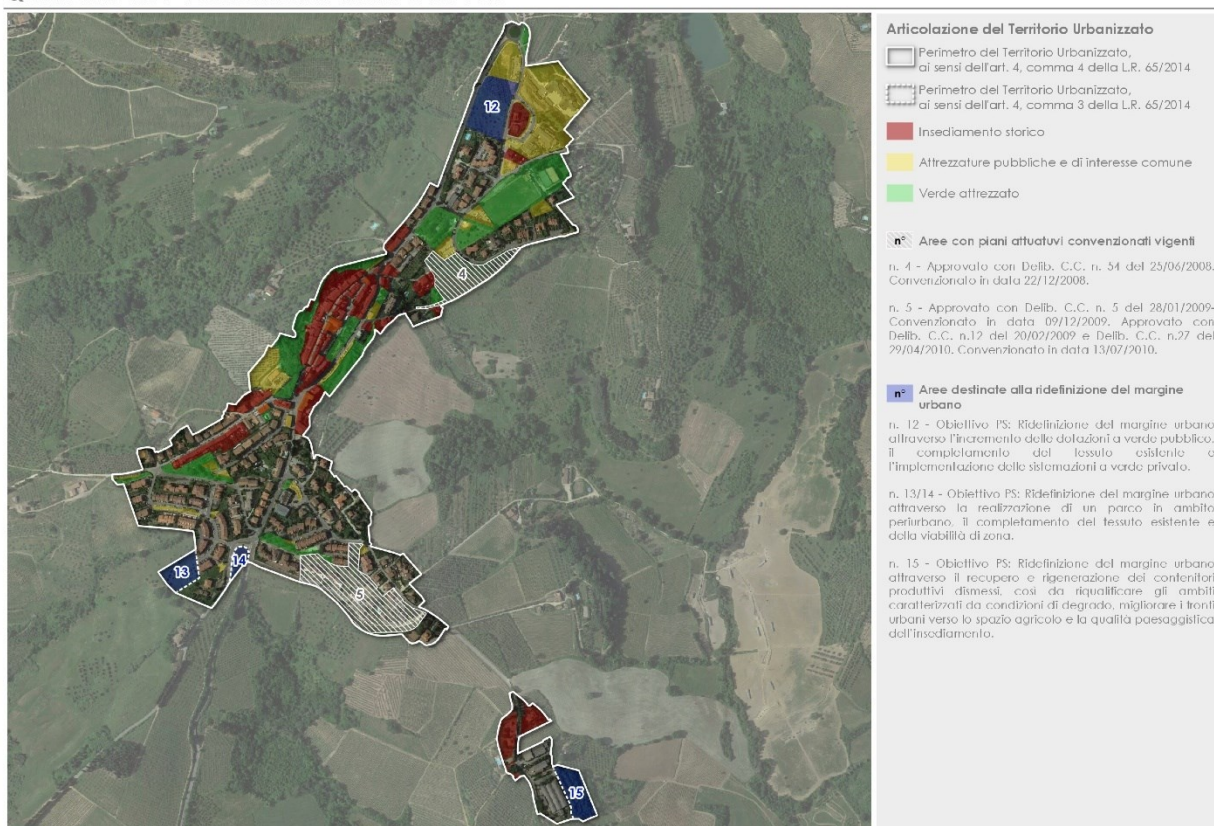 Articolazione del Territorio Urbanizzato
Perimetro del Territorio Urbanizzato,
ai sensi dell'art. 4, comma 4 della L.R. 65/2014
Perimetro del Territorio Urbanizzato,
ai sensi dell'art. 4, comma 3 della L.R. 65/2014
Insediamento storico
Attrezzature pubbliche e di interesse comune
Verde attrezzato
n° Aree con piani attuatuvi convenzionati vigenti
n. 4 - Approvato con Delib. C.C. n. 54 del 25/06/2008.
Convenzionato in data 22/12/2008.
n. 5 - Approvato con Delib. C.C. n. 5 del 28/01/2009-
Convenzionato in data 09/12/2009. Approvato con
Delib. C.C. n.12 del 20/02/2009 e Delib. C.C. n.27 del
29/04/2010. Convenzionato in data 13/07/2010.
n° Aree destinate alla ridefinizione del margine
urbano
n. 12 - Obiettivo PS: Ridefinizione del margine urbano
attraverso l'incremento delle dotazioni a verde pubblico,
il completamento del tessuto esistente e
l'implementazione delle sistemazioni a verde privato.
n. 13/14 - Obiettivo PS: Ridefinizione del margine urbano
attraverso la realizzazione di un parco in ambito
periurbano, il completamento del tessuto esistente e
della viabilità di zona.
n. 15 - Obiettivo PS: Ridefinizione del margine urbano
attraverso il recupero e rigenerazione dei contenitori
produttivi dismessi, così da riqualificare gli ambiti
caratterizzati da condizioni di degrado, migliorare i fronti
urbani verso lo spazio agricolo e la qualità paesaggistica
dell'insediamento.
12
4
13
14
5
15